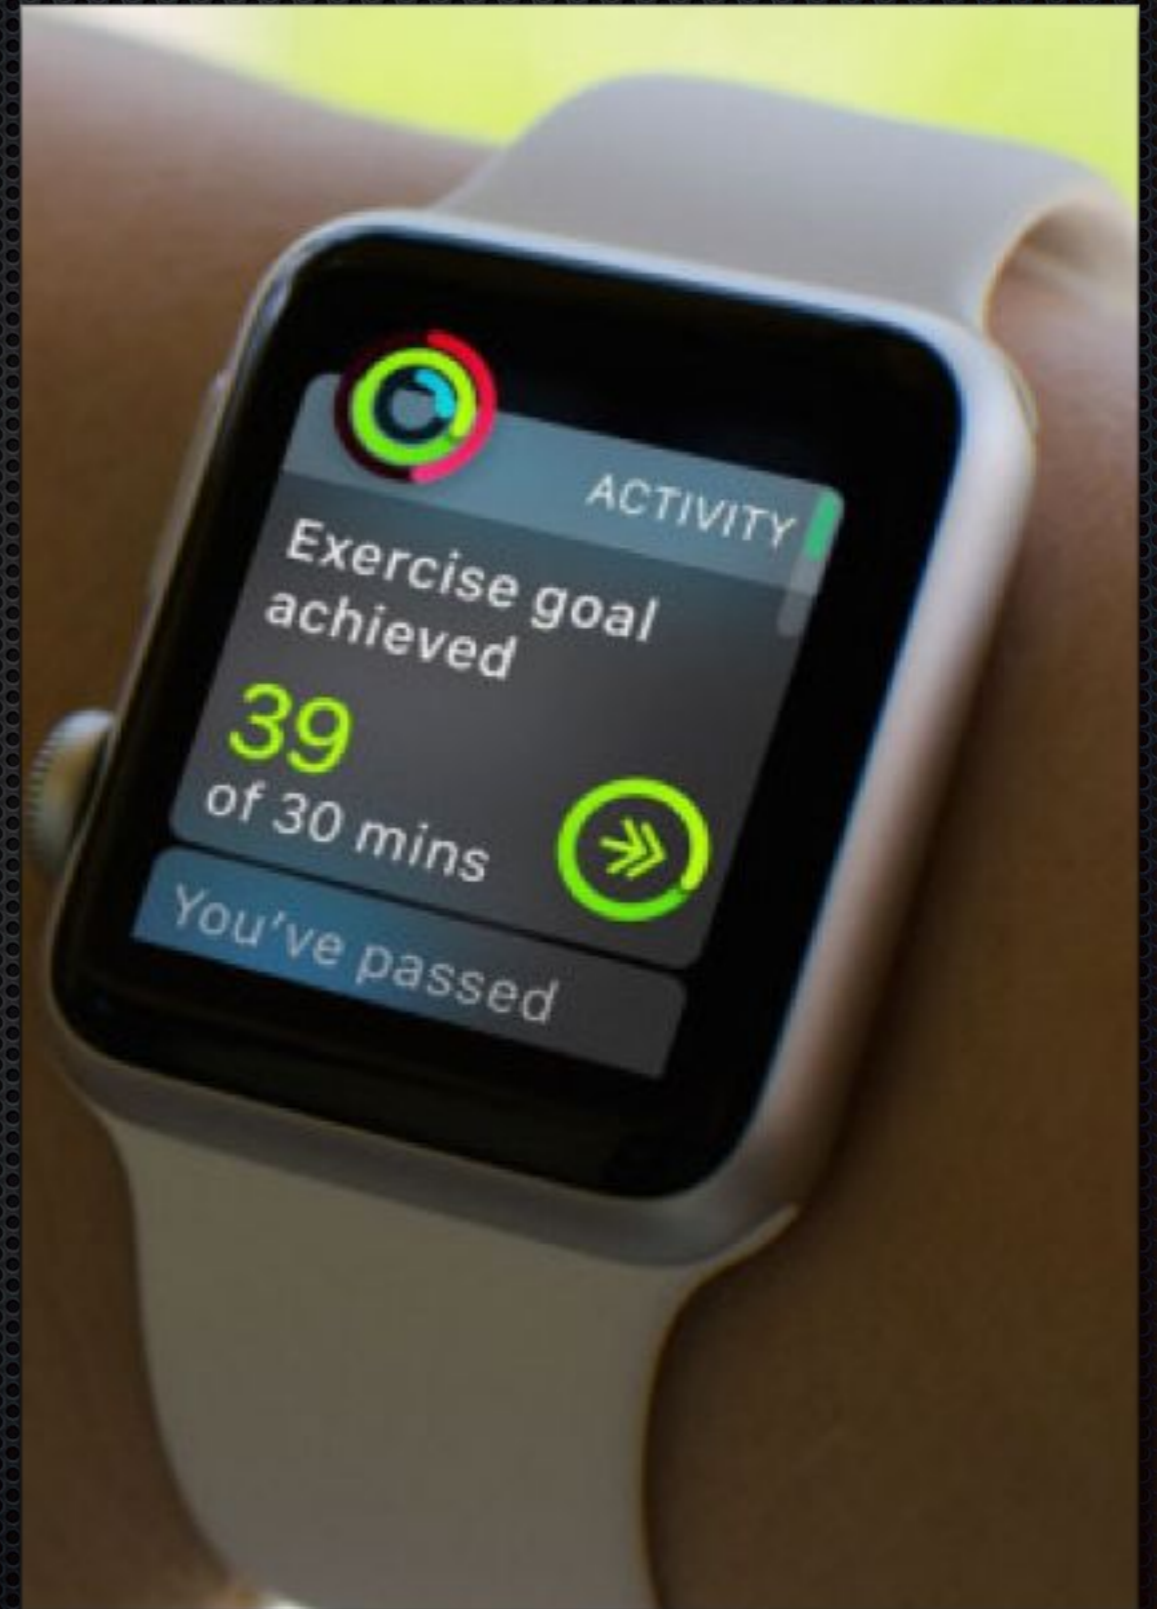 ACTIVITY
Exercise goal
achieved
39
of 30 mins
You've passed